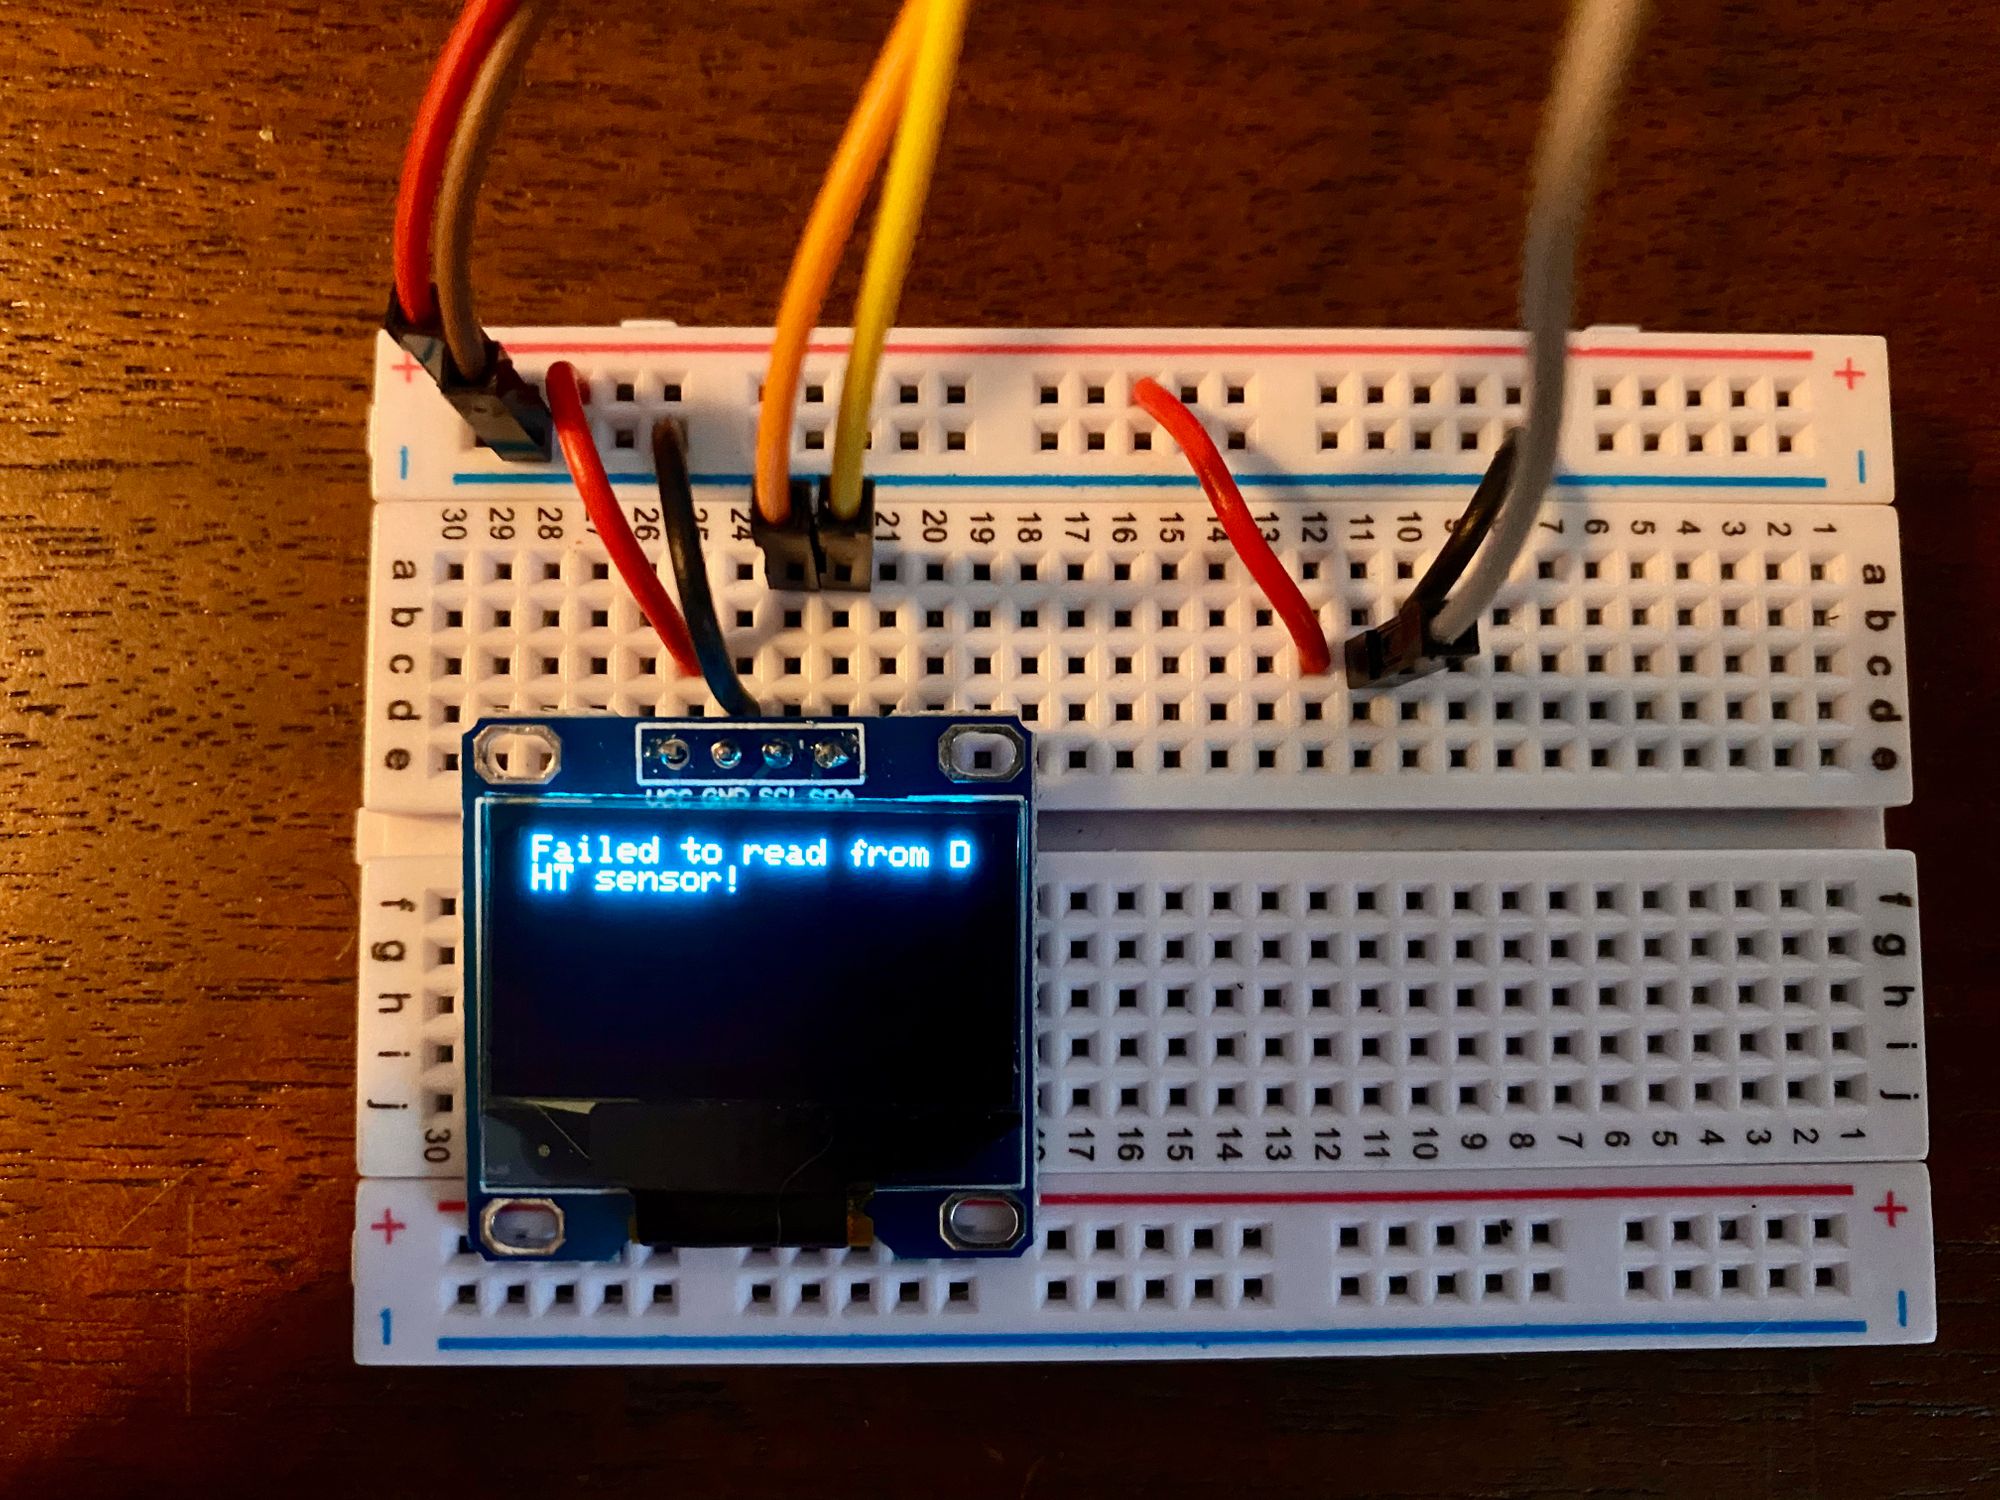 + +
- -
30 29 28 27 26 25 24 21 20 19 18 17 16 15 14 13 12 11 10 9 7 6 5 4 3 2 1
a a
b b
c c
d d
e e
VCC GND SCL SDA
Failed to read from D
HT sensor!
f f
g g
h h
i i
j j
30 17 16 15 14 13 12 11 10 9 8 7 6 5 4 3 2 1
+ +
- -